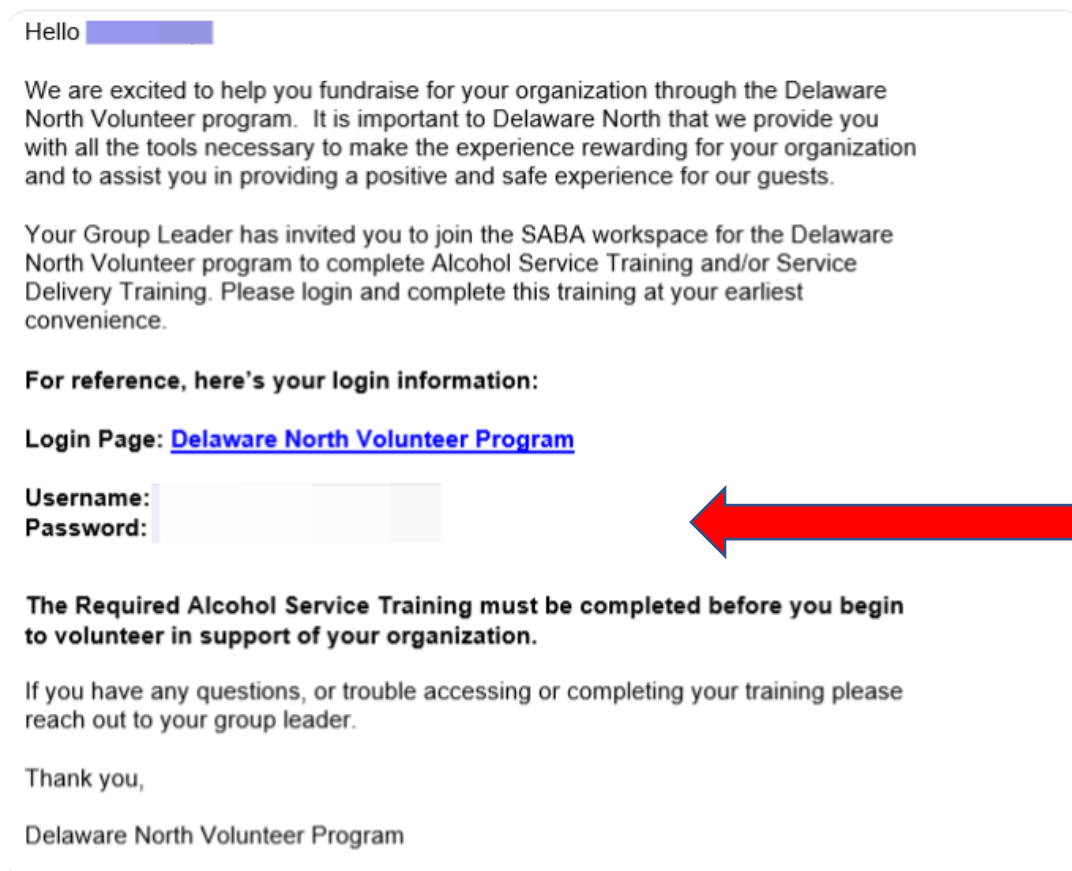 Hello
We are excited to help you fundraise for your organization through the Delaware
North Volunteer program.  It is important to Delaware North that we provide you
with all the tools necessary to make the experience rewarding for your organization
and to assist you in providing a positive and safe experience for our guests.
Your Group Leader has invited you to join the SABA workspace for the Delaware
North Volunteer program to complete Alcohol Service Training and/or Service
Delivery Training. Please login and complete this training at your earliest
convenience.
For reference, here's your login information:
Login Page: Delaware North Volunteer Program
Username:
Password:
The Required Alcohol Service Training must be completed before you begin
to volunteer in support of your organization.
If you have any questions, or trouble accessing or completing your training please
reach out to your group leader.
Thank you,
Delaware North Volunteer Program